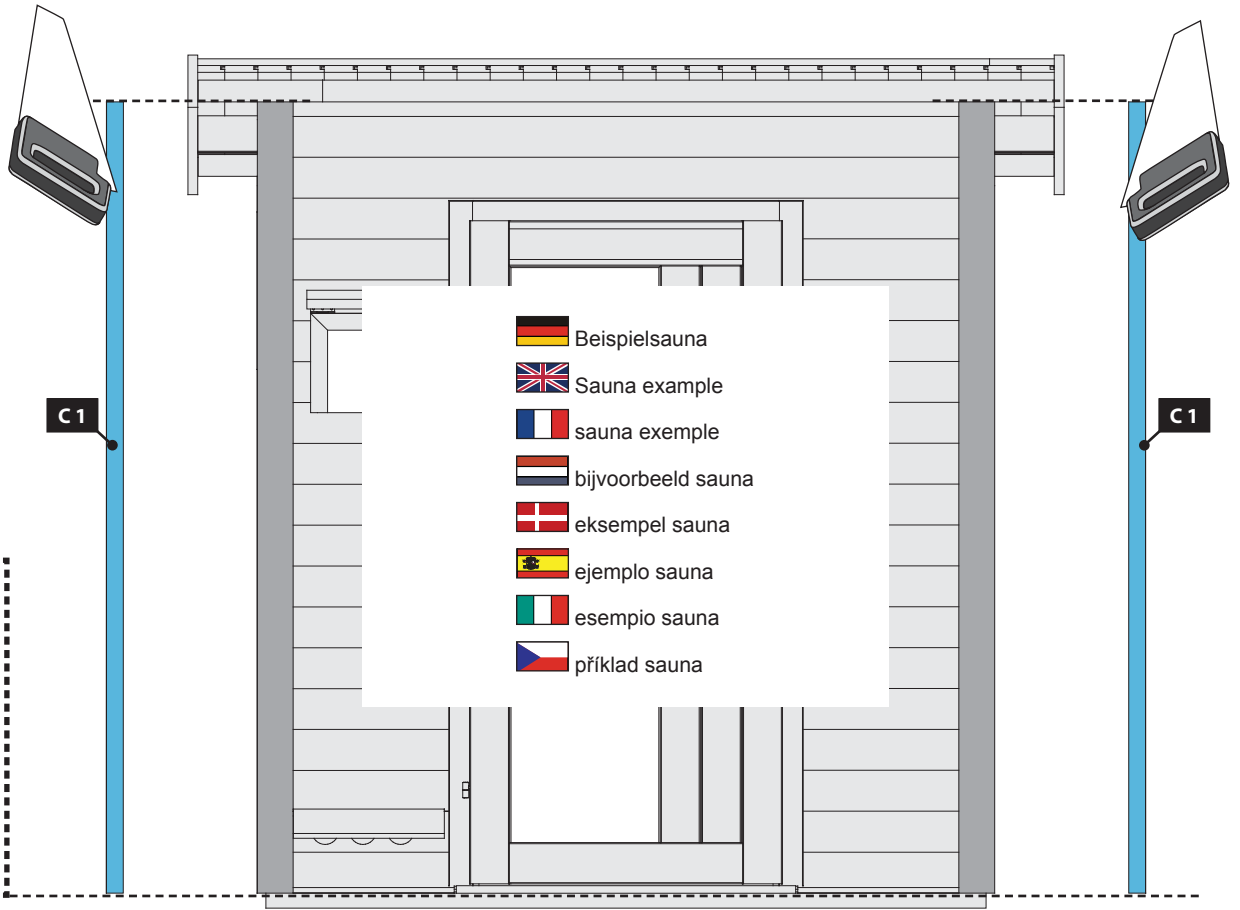 C 1
C 1
Beispielsauna
Sauna example
sauna exemple
bijvoorbeeld sauna
eksempel sauna
ejemplo sauna
esempio sauna
příklad sauna